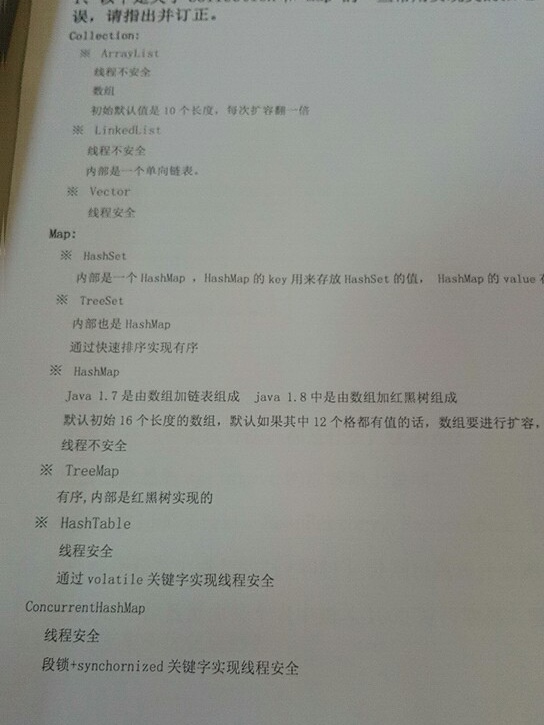 误，请指出并订正。
Collection:
※ ArrayList
线程不安全
数组
初始默认值是 10 个长度，每次扩容翻一倍
※ LinkedList
线程不安全
内部是一个单向链表。
※ Vector
线程安全
Map:
※ HashSet
内部是一个 HashMap ，HashMap 的 key 用来存放 HashSet 的值， HashMap 的 value
※ TreeSet
内部也是 HashMap
通过快速排序实现有序
※ HashMap
Java 1.7 是由数组加链表组成 java 1.8 中是由数组加红黑树组成
默认初始 16 个长度的数组，默认如果其中 12 个格都有值的话，数组要进行扩容，
线程不安全
※ TreeMap
有序,内部是红黑树实现的
※ HashTable
线程安全
通过 volatile 关键字实现线程安全
ConcurrentHashMap
线程安全
段锁+synchornized 关键字实现线程安全